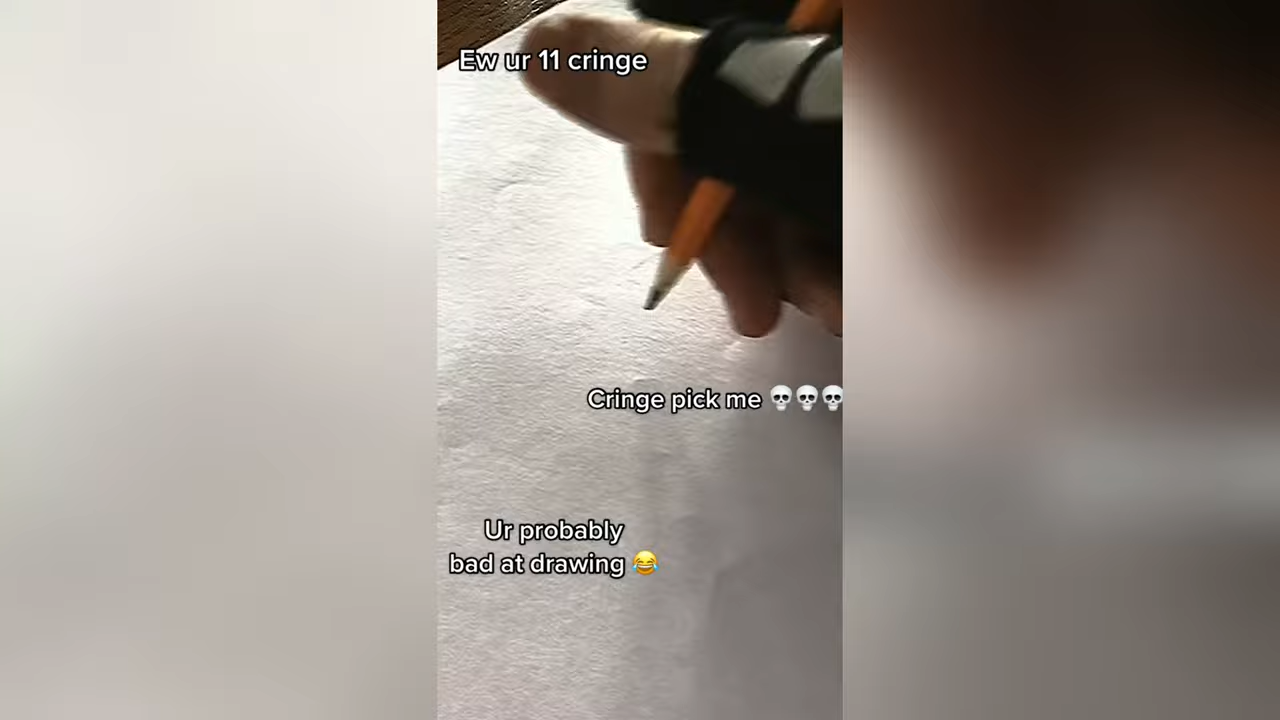 Ew ur 11 cringe
Cringe pick me 💀💀💀
Ur probably
bad at drawing 😂